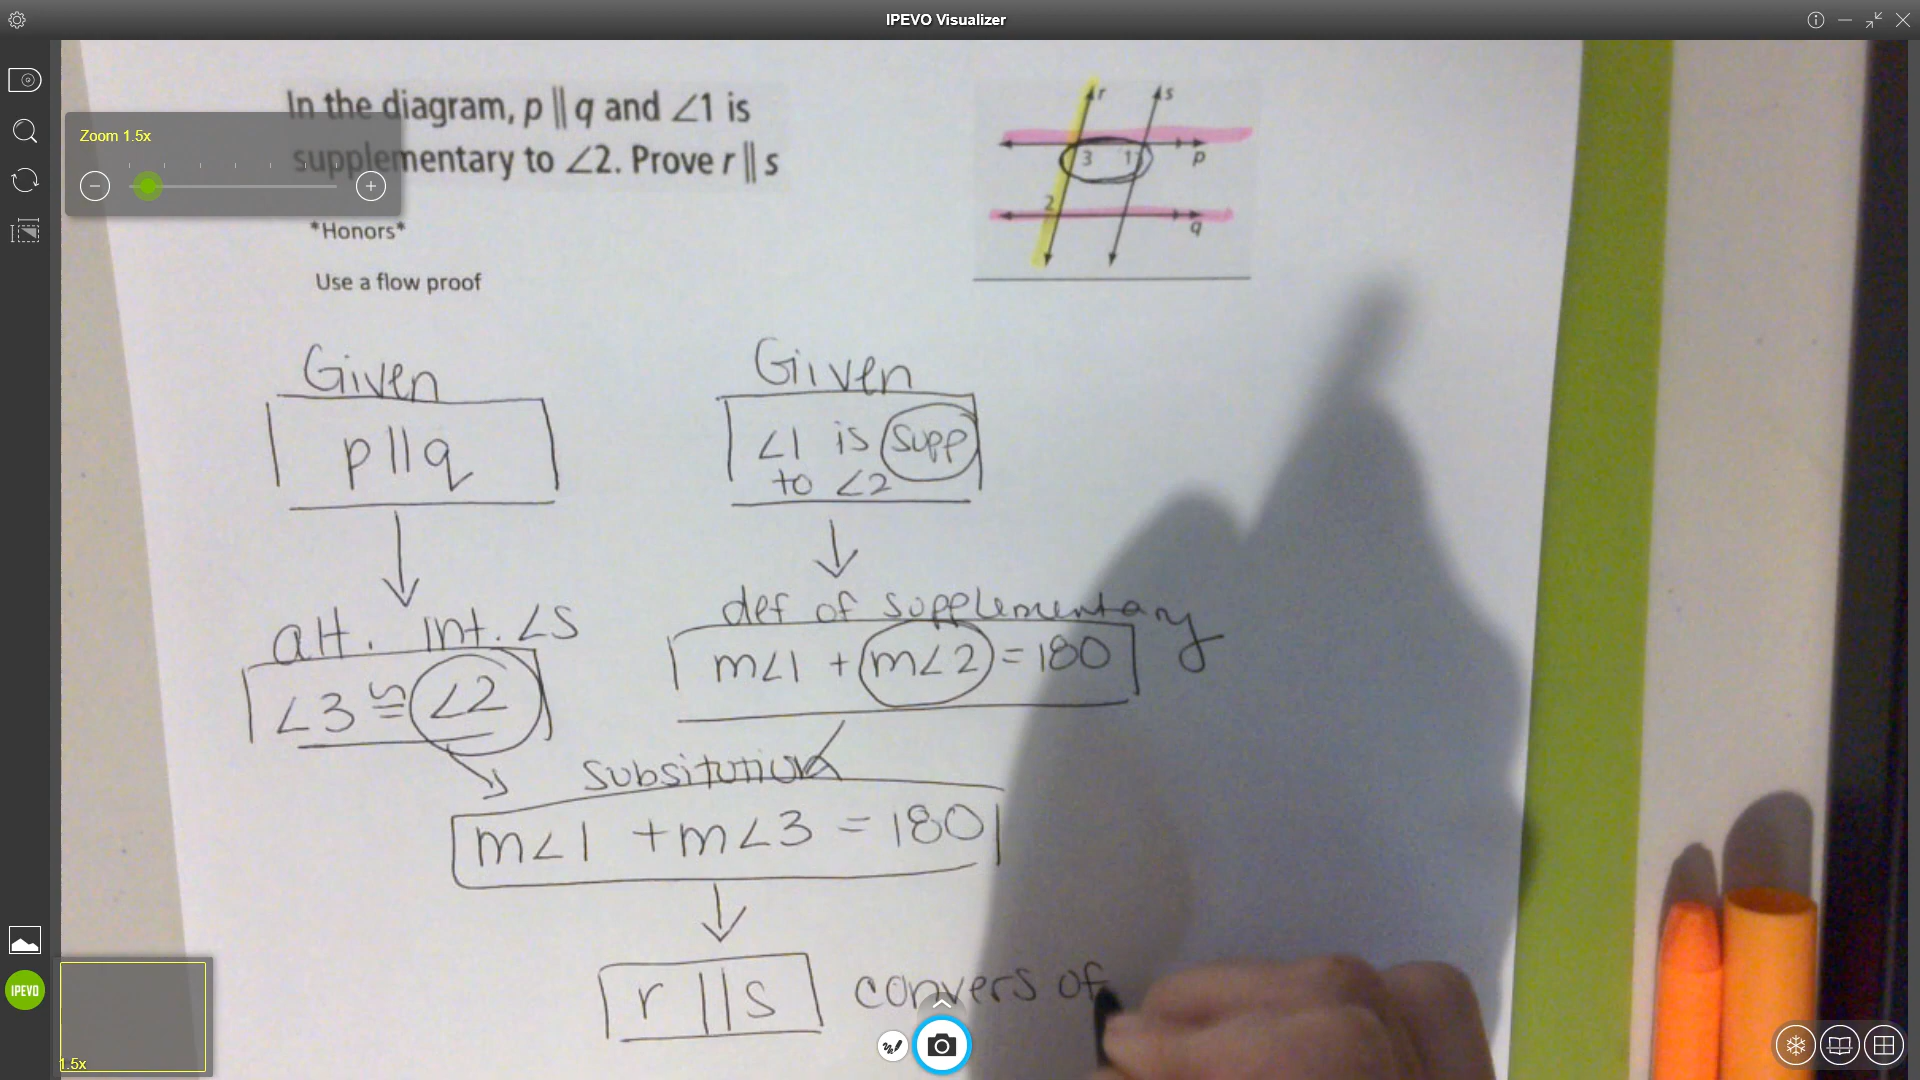 IPEVO Visualizer
In the diagram, p || q and ∠1 is
supplementary to ∠2. Prove r || s
Zoom 1.5x
*Honors*
Use a flow proof
r s
3 1 p
2
q
Given
p || q
Given
∠1 is supp
to ∠2
alt. int. ∠s
∠3 ≅ ∠2
def of supplementary
m∠1 + m∠2 = 180
m∠1 + m∠3 = 180
r || s convers of
IPEVO
1.5x